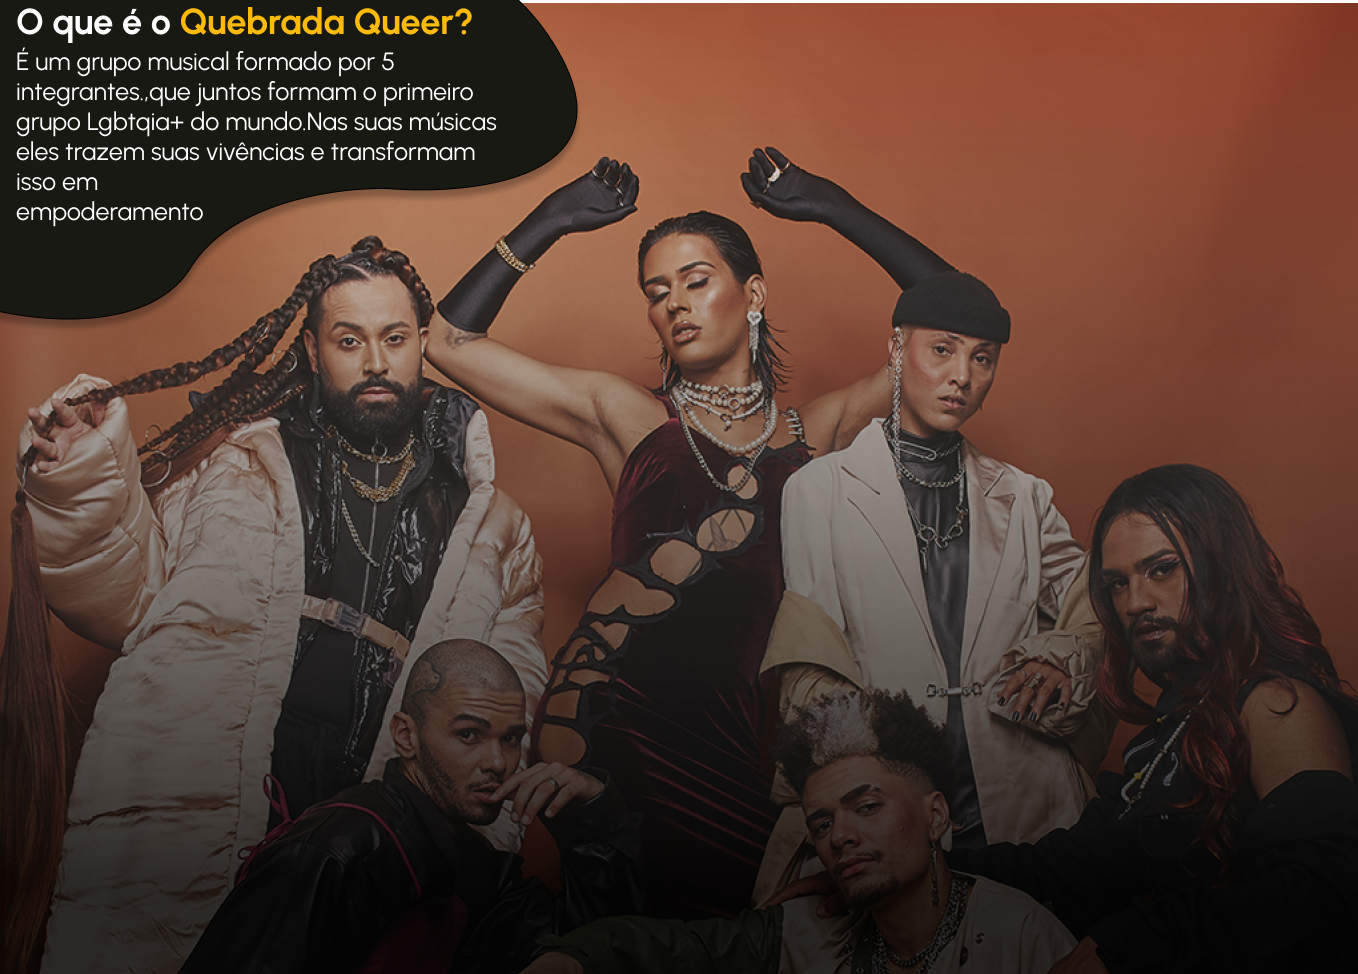 O que é o Quebrada Queer?
É um grupo musical formado por 5
integrantes.,que juntos formam o primeiro
grupo Lgbtqia+ do mundo.Nas suas músicas
eles trazem suas vivências e transformam
isso em
empoderamento